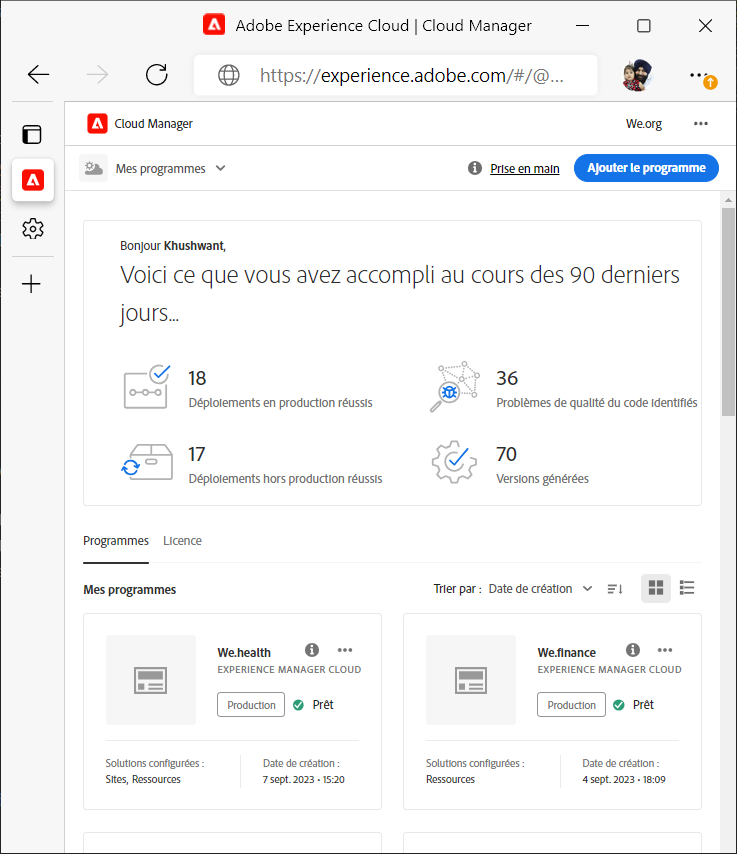 Adobe Experience Cloud | Cloud Manager
https://experience.adobe.com/#/@...
Cloud Manager
We.org
Mes programmes
Prise en main
Ajouter le programme
Bonjour Khushwant,
Voici ce que vous avez accompli au cours des 90 derniers
jours...
18
Déploiements en production réussis
36
Problèmes de qualité du code identifiés
17
Déploiements hors production réussis
70
Versions générées
Programmes
Licence
Mes programmes
Trier par : Date de création
We.health
EXPERIENCE MANAGER CLOUD
Production
Prêt
Solutions configurées :
Sites, Ressources
Date de création :
7 sept. 2023 • 15:20
We.finance
EXPERIENCE MANAGER CLOUD
Production
Prêt
Solutions configurées :
Ressources
Date de création :
4 sept. 2023 • 18:09